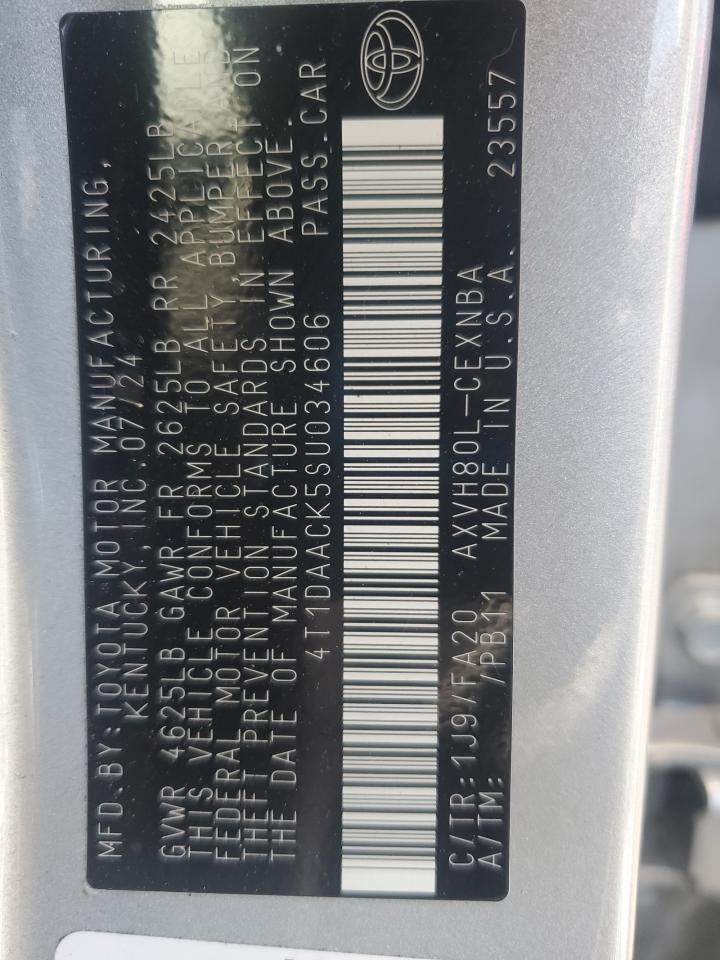 MFD.BY:TOYOTA MOTOR MANUFACTURING,
KENTUCKY, INC. 07/24
GVWR 4625LB GAWR FR 2625LB RR 2425LB
THIS VEHICLE CONFORMS TO ALL APPLICABLE
FEDERAL MOTOR VEHICLE SAFETY,BUMPER,AND
THEFT PREVENTION STANDARDS IN EFFECT ON
THE DATE OF MANUFACTURE SHOWN ABOVE.
4T1DAACK5SU034606 PASS.CAR
C/TR:1J9/FA20 AXVH80L-CEXNBA
A/TM: /PB11 MADE IN U.S.A. 23557